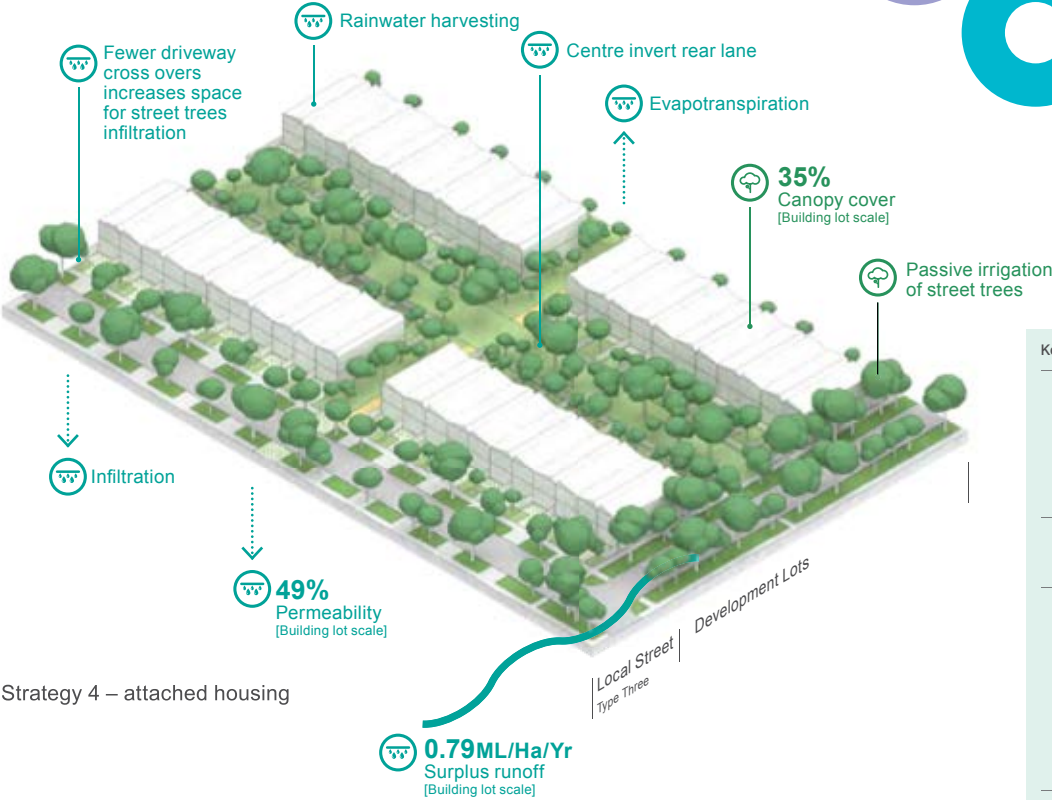 Rainwater harvesting
Fewer driveway
cross overs
increases space
for street trees
infiltration
Centre invert rear lane
Evapotranspiration
35%
Canopy cover
[Building lot scale]
Passive irrigation
of street trees
Infiltration
49%
Permeability
[Building lot scale]
Development Lots
Local Street
Type Three
Strategy 4 – attached housing
0.79ML/Ha/Yr
Surplus runoff
[Building lot scale]